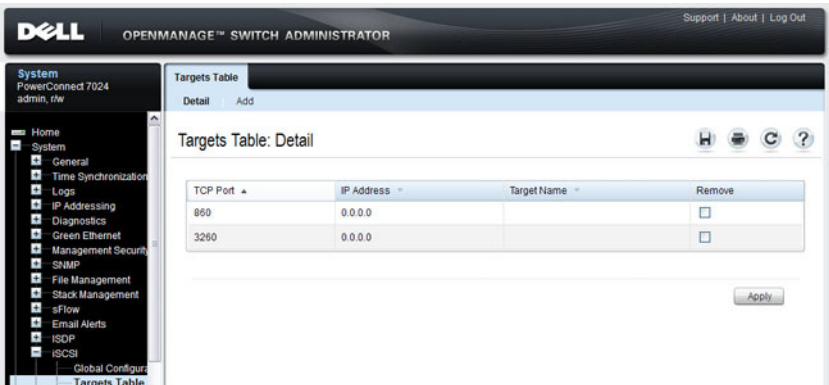 Support | About | Log Out
DELL
OPENMANAGE™ SWITCH ADMINISTRATOR
System
PowerConnect 7024
admin, r/w
Home
System
General
Time Synchronization
Logs
IP Addressing
Diagnostics
Green Ethernet
Management Security
SNMP
File Management
Stack Management
sFlow
Email Alerts
ISDP
iSCSI
Global Configura
Targets Table
Targets Table
Detail Add
Targets Table: Detail
TCP Port IP Address Target Name Remove
860 0.0.0.0
3260 0.0.0.0
Apply